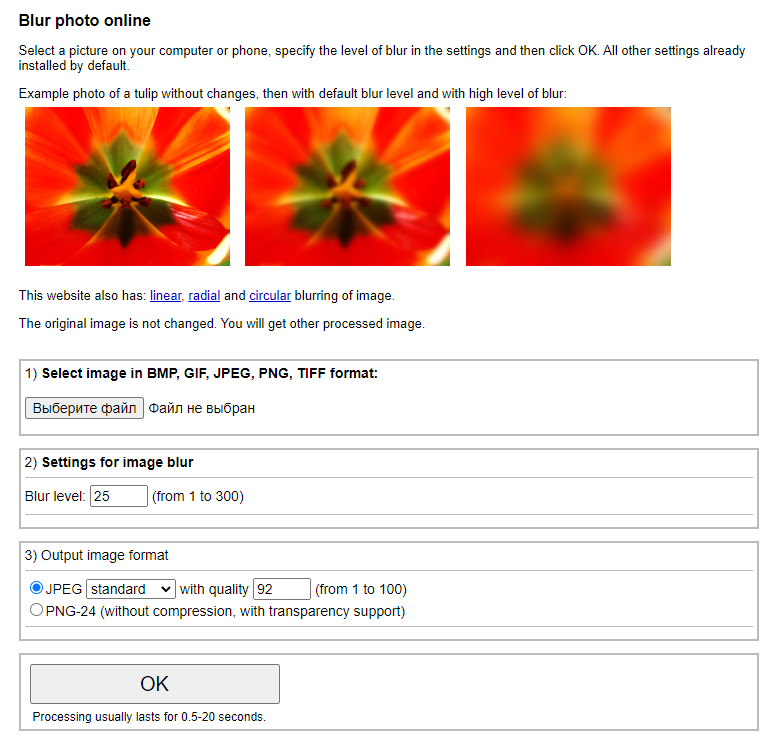 Blur photo online
Select a picture on your computer or phone, specify the level of blur in the settings and then click OK. All other settings already
installed by default.
Example photo of a tulip without changes, then with default blur level and with high level of blur:
This website also has: linear, radial and circular blurring of image.
The original image is not changed. You will get other processed image.
1) Select image in BMP, GIF, JPEG, PNG, TIFF format:
Выберите файл Файл не выбран
2) Settings for image blur
Blur level: 25 (from 1 to 300)
3) Output image format
JPEG standard with quality 92 (from 1 to 100)
PNG-24 (without compression, with transparency support)
OK
Processing usually lasts for 0.5-20 seconds.